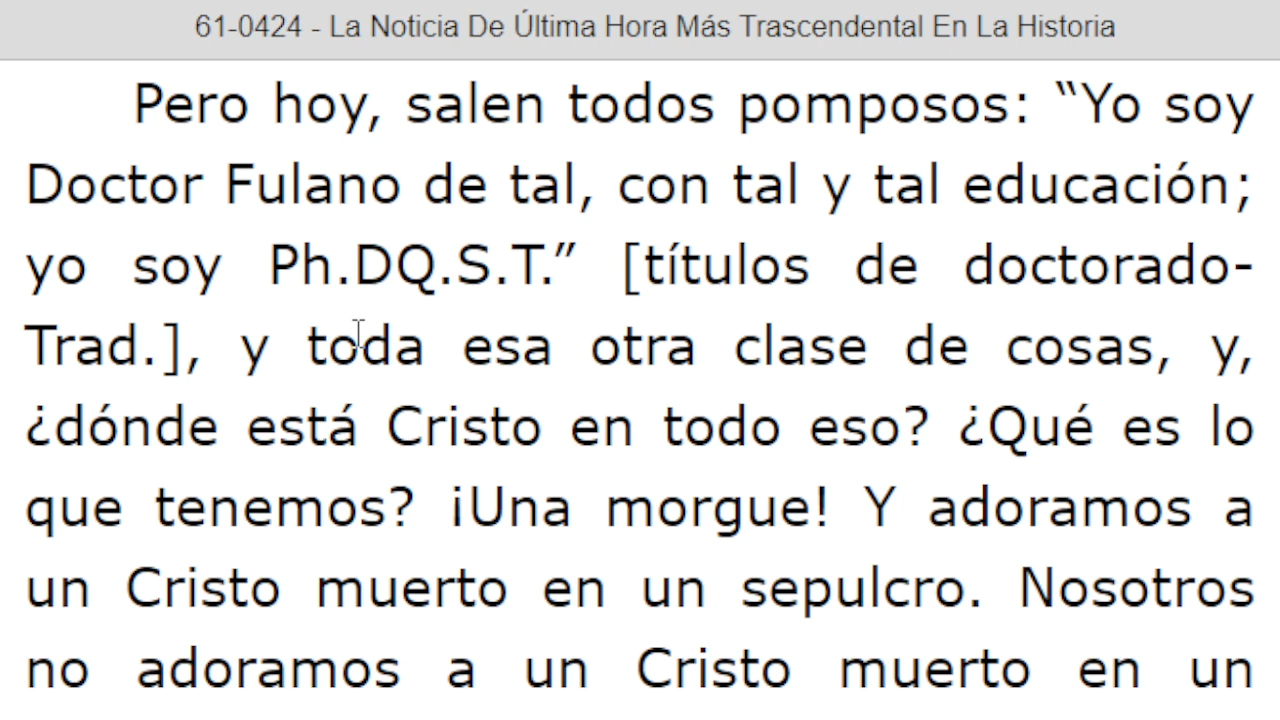 61-0424 - La Noticia De Última Hora Más Trascendental En La Historia
Pero hoy, salen todos pomposos: “Yo soy
Doctor Fulano de tal, con tal y tal educación;
yo soy Ph.DQ.S.T.” [títulos de doctorado-
Trad.], y toda esa otra clase de cosas, y,
¿dónde está Cristo en todo eso? ¿Qué es lo
que tenemos? ¡Una morgue! Y adoramos a
un Cristo muerto en un sepulcro. Nosotros
no adoramos a un Cristo muerto en un